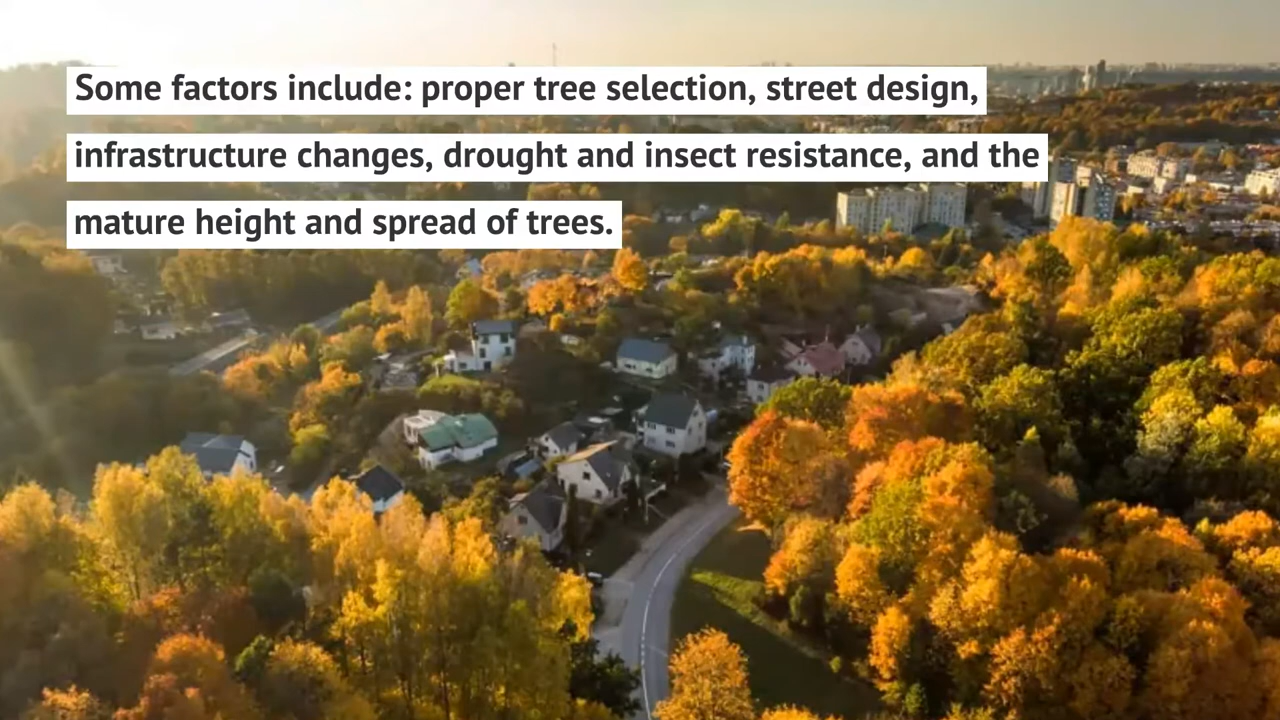 Some factors include: proper tree selection, street design,
infrastructure changes, drought and insect resistance, and the
mature height and spread of trees.